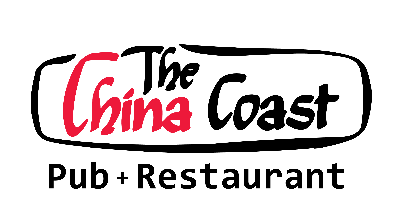 The
China Coast
Pub + Restaurant